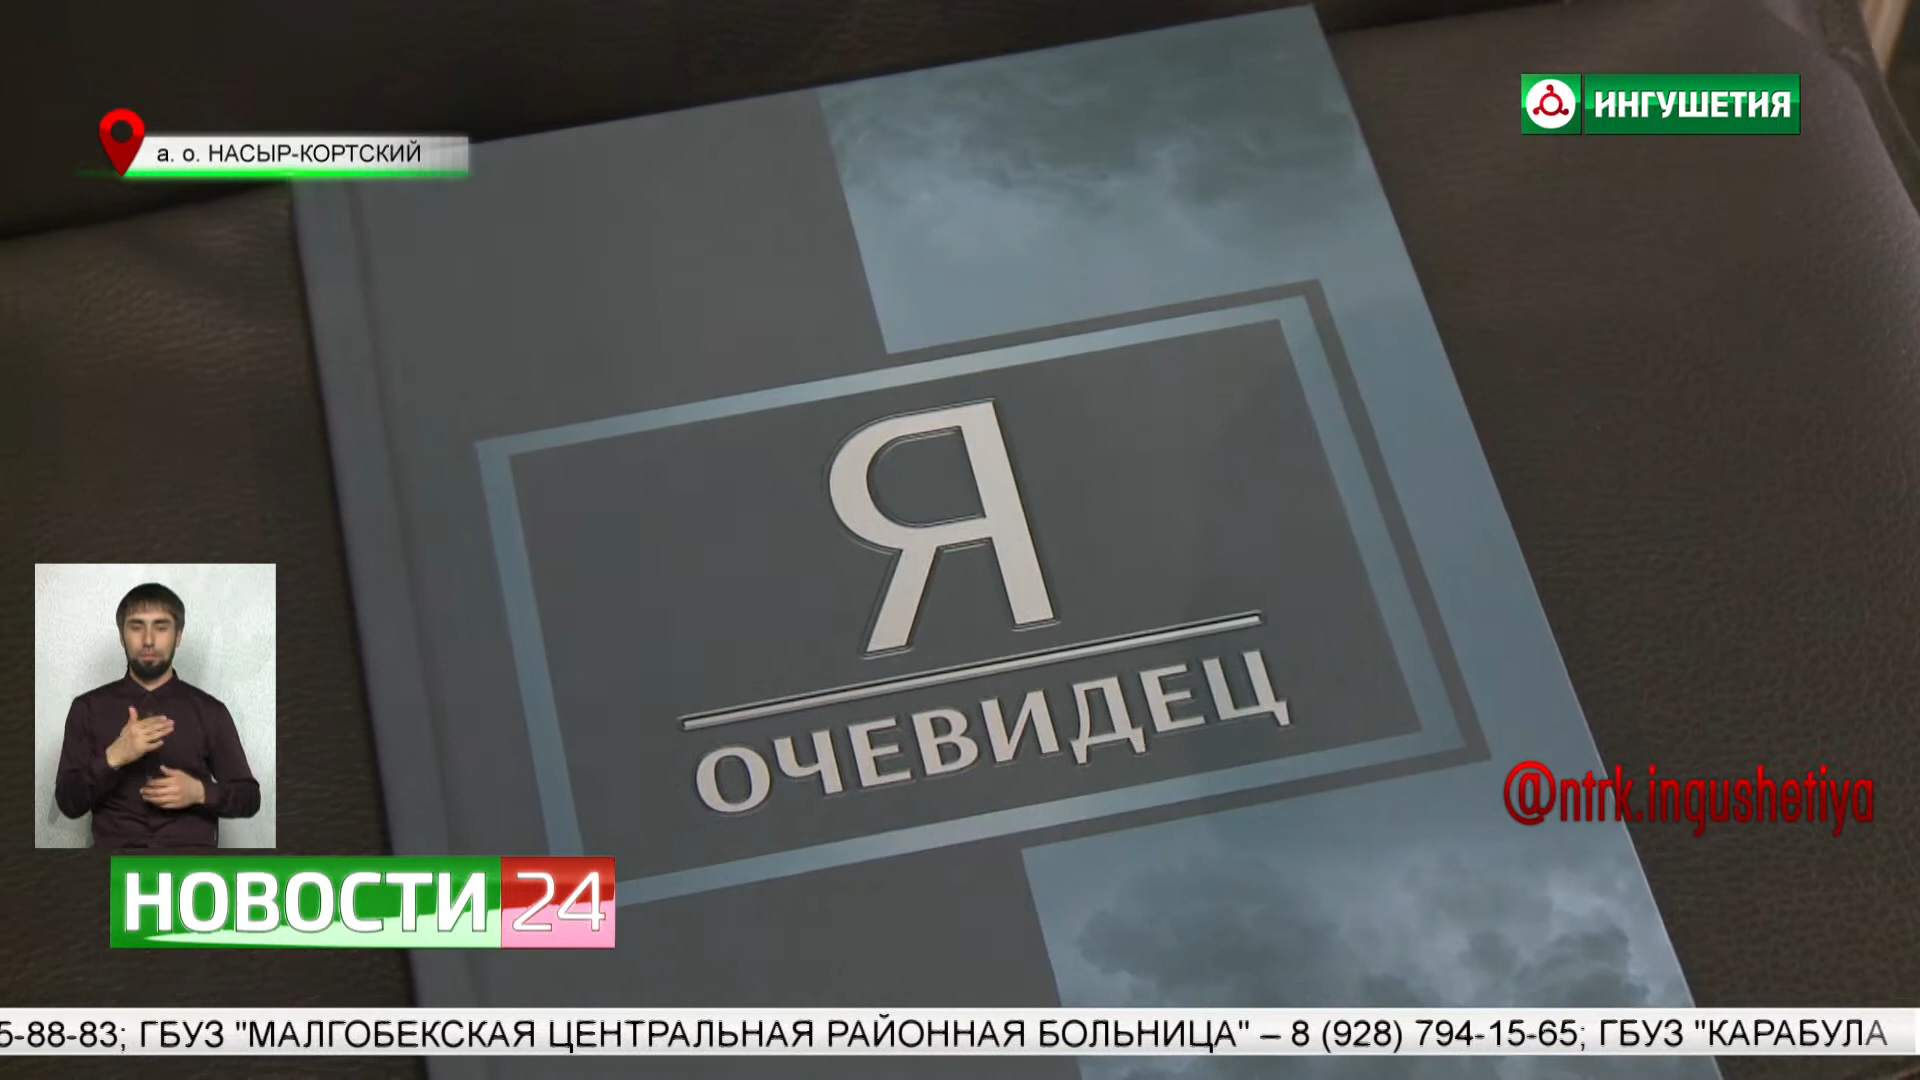 ИНГУШЕТИЯ
а. о. НАСЫР-КОРТСКИЙ
Я
ОЧЕВИДЕЦ
@ntrk.ingushetiya
НОВОСТИ 24
5-88-83; ГБУЗ "МАЛГОБЕКСКАЯ ЦЕНТРАЛЬНАЯ РАЙОННАЯ БОЛЬНИЦА" – 8 (928) 794-15-65; ГБУЗ "КАРАБУЛА